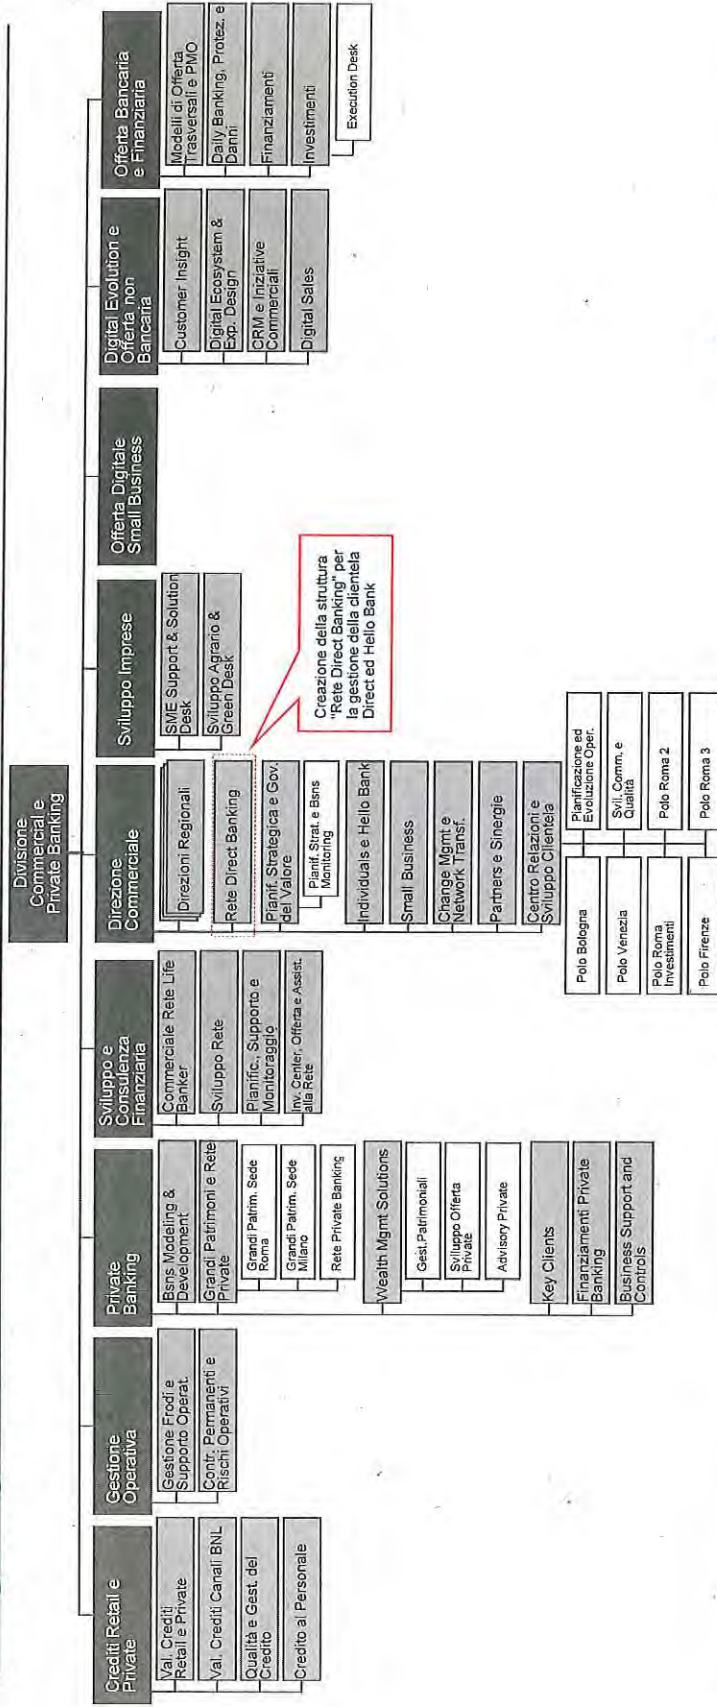 Divisione
Commercial e
Private Banking
Crediti Retail e
Private
Val. Crediti
Retail e Private
Val. Crediti Canali BNL
Qualità e Gest. del
Credito
Credito al Personale
Gestione
Operativa
Gestione Frodi e
Supporto Operat.
Contr. Permanenti e
Rischi Operativi
Private
Banking
Bsns Modeling &
Development
Grandi Patrimoni e Rete
Private
Grandi Patrim. Sede
Roma
Grandi Patrim. Sede
Milano
Rete Private Banking
Wealth Mgmt Solutions
Gest.Patrimoniali
Sviluppo Offerta
Private
Advisory Private
Key Clients
Finanziamenti Private
Banking
Business Support and
Controls
Sviluppo e
Consulenza
Finanziaria
Commerciale Rete Life
Banker
Sviluppo Rete
Pianific., Supporto e
Monitoraggio
Inv. Center, Offerta e Assist.
alla Rete
Direzione
Commerciale
Direzioni Regionali
Rete Direct Banking
Pianif. Strategica e Gov.
del Valore
Pianif. Strat. e Bsns
Monitoring
Individuals e Hello Bank
Small Business
Change Mgmt e
Network Transf.
Partners e Sinergie
Centro Relazioni e
Sviluppo Clientela
Polo Bologna
Pianificazione ed
Evoluzione Oper.
Polo Venezia
Svil. Comm. e
Qualità
Polo Roma
Investimenti
Polo Roma 2
Polo Firenze
Polo Roma 3
Sviluppo Imprese
SME Support & Solution
Desk
Sviluppo Agrario &
Green Desk
Creazione della struttura
"Rete Direct Banking" per
la gestione della clientela
Direct ed Hello Bank
Offerta Digitale
Small Business
Digital Evolution e
Offerta non
Bancaria
Customer Insight
Digital Ecosystem &
Exp. Design
CRM e Iniziative
Commerciali
Digital Sales
Offerta Bancaria
e Finanziaria
Modelli di Offerta
Trasversali e PMO
Daily Banking, Protez. e
Danni
Finanziamenti
Investimenti
Execution Desk